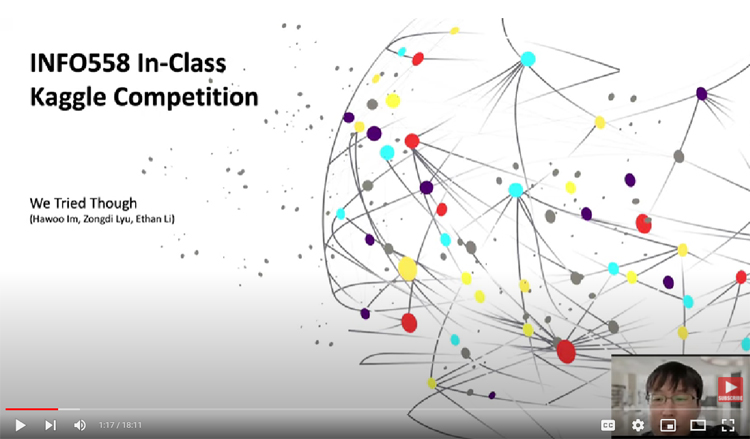 INFO558 In-Class
Kaggle Competition
We Tried Though
(Hawoo Im, Zongdi Lyu, Ethan Li)
SUBSCRIBE
1:17 / 18:11
CC